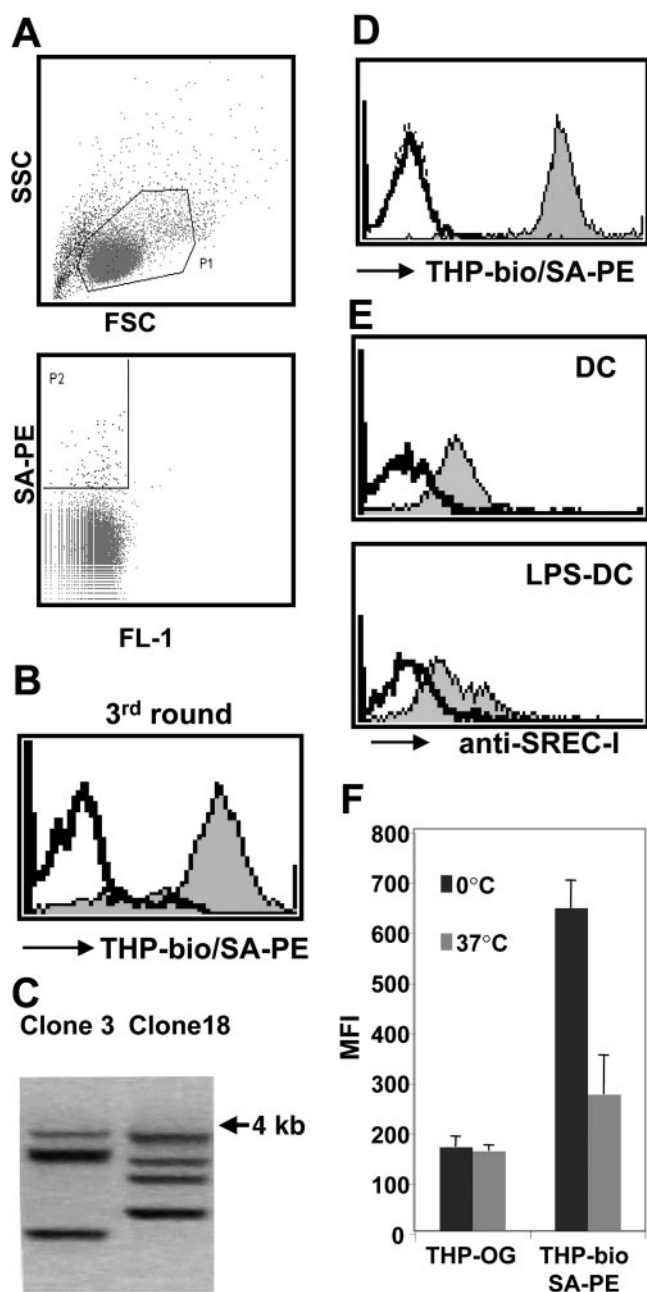 A
SSC
P1
FSC
P2
SA-PE
FL-1
B
3rd round
THP-bio/SA-PE
C
Clone 3 Clone18
4 kb
D
THP-bio/SA-PE
E
DC
LPS-DC
anti-SREC-I
F
800
700
600
500
400
300
200
100
0
MFI
0°C
37°C
THP-OG
THP-bio
SA-PE